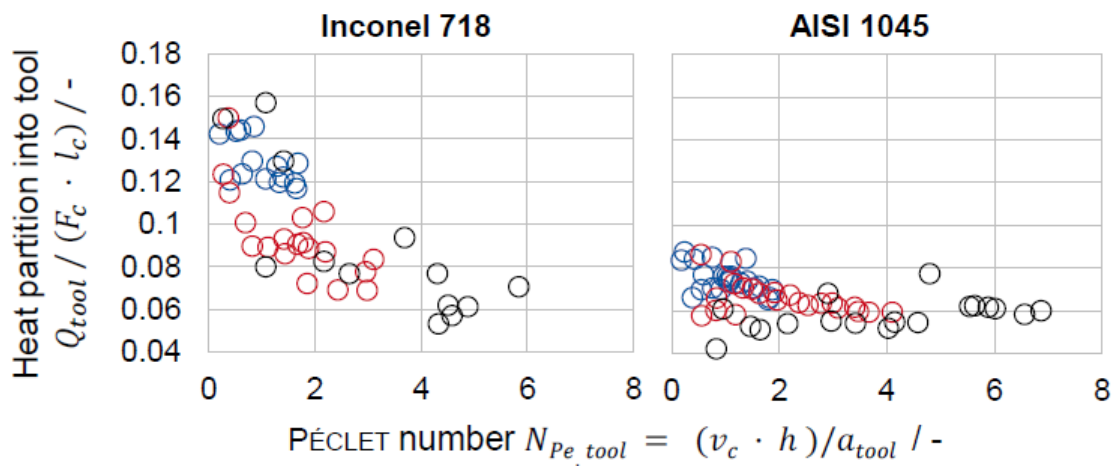 Inconel 718
AISI 1045
Heat partition into tool
Q_tool / (F_c · l_c) / -
0.18
0.16
0.14
0.12
0.1
0.08
0.06
0.04
0 2 4 6 8
0 2 4 6 8
PÉCLET number N_Pe tool = (v_c · h)/a_tool / -